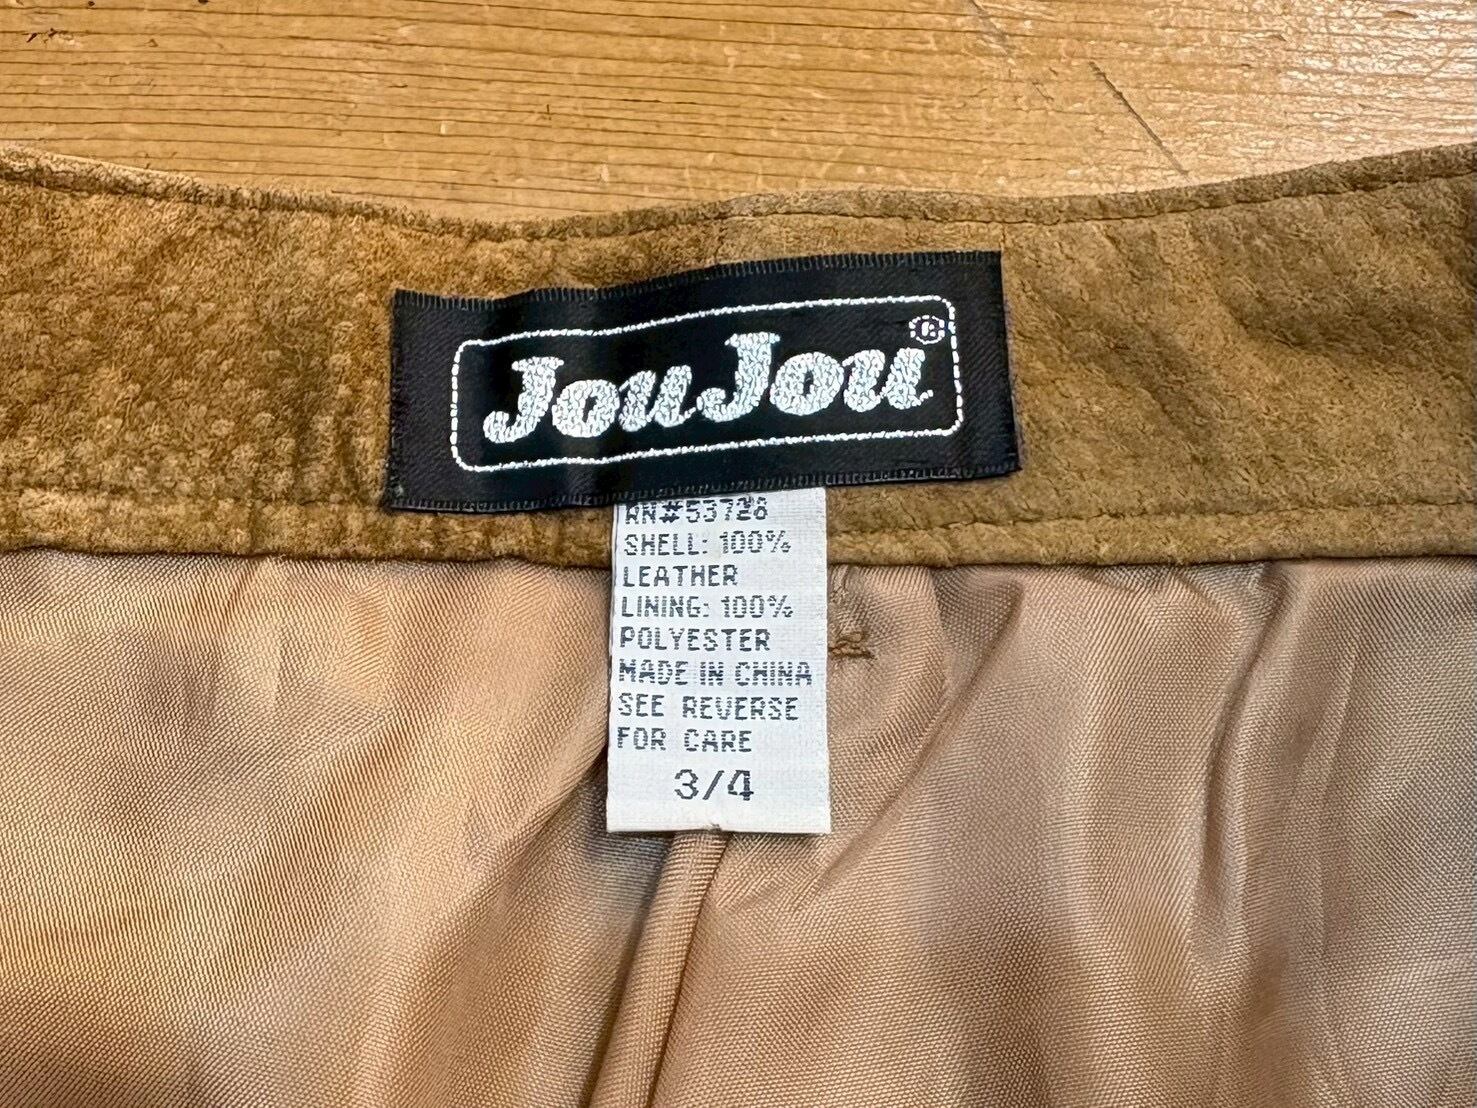 JouJou®
RN#53728
SHELL: 100%
LEATHER
LINING: 100%
POLYESTER
MADE IN CHINA
SEE REVERSE
FOR CARE
3/4